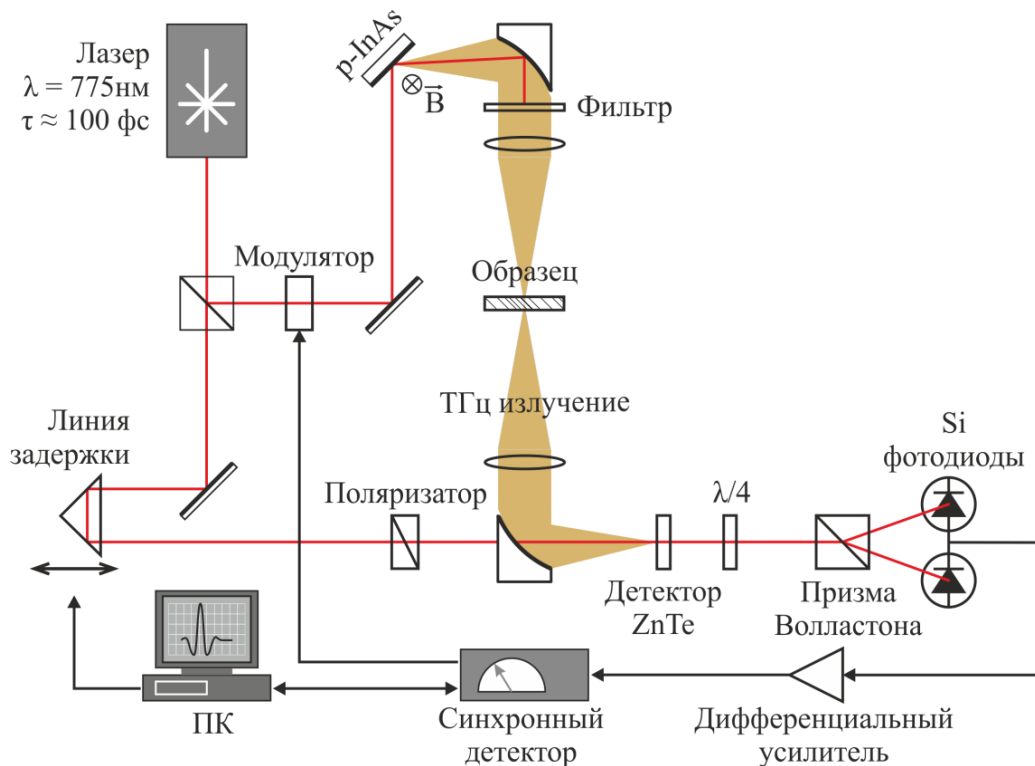 Лазер
λ = 775нм
τ ≈ 100 фс
p-InAs
B
Фильтр
Модулятор
Образец
ТГц излучение
Линия
задержки
Поляризатор
λ/4
Si
фотодиоды
Детектор
ZnTe
Призма
Волластона
ПК
Синхронный
детектор
Дифференциальный
усилитель